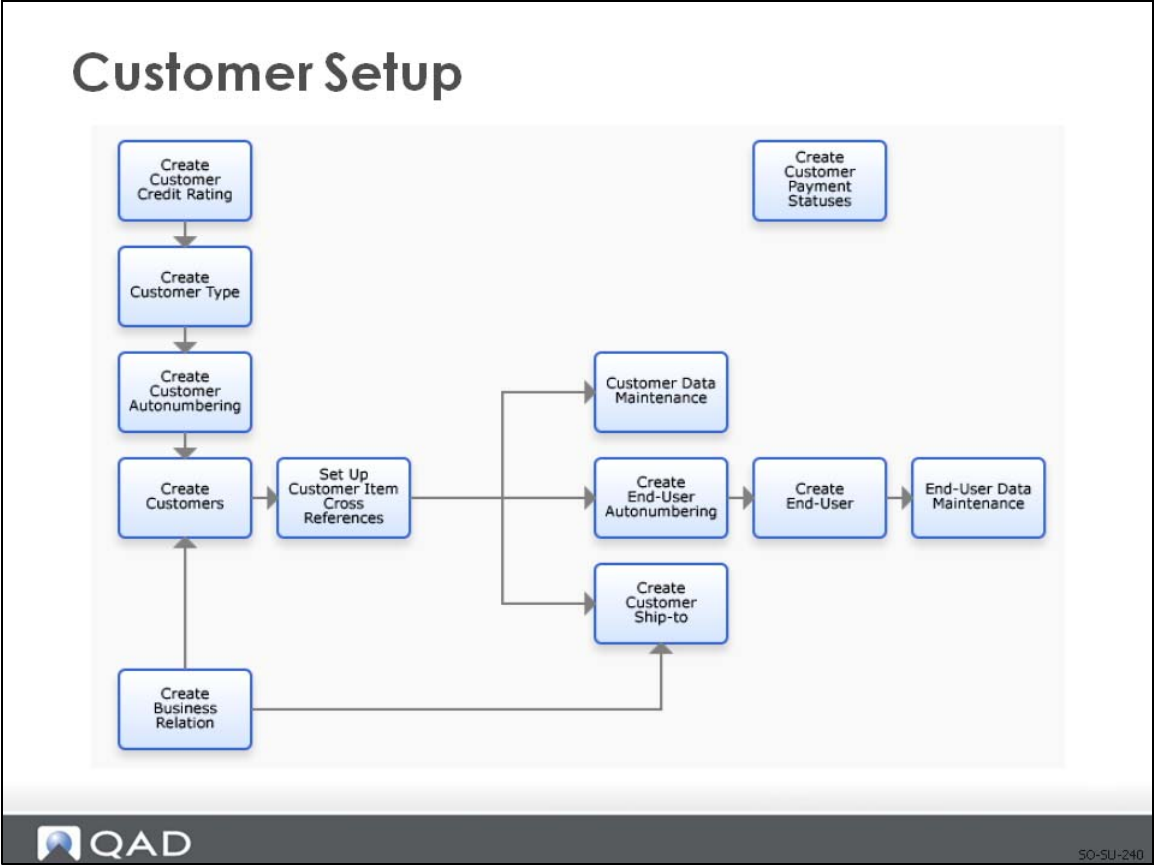 Customer Setup
Create
Customer
Credit Rating
Create
Customer
Payment
Statuses
Create
Customer Type
Create
Customer
Autonumbering
Customer Data
Maintenance
Create
Customers
Set Up
Customer Item
Cross
References
Create
End-User
Autonumbering
Create
End-User
End-User Data
Maintenance
Create
Customer
Ship-to
Create
Business
Relation
QAD
SO-SU-240